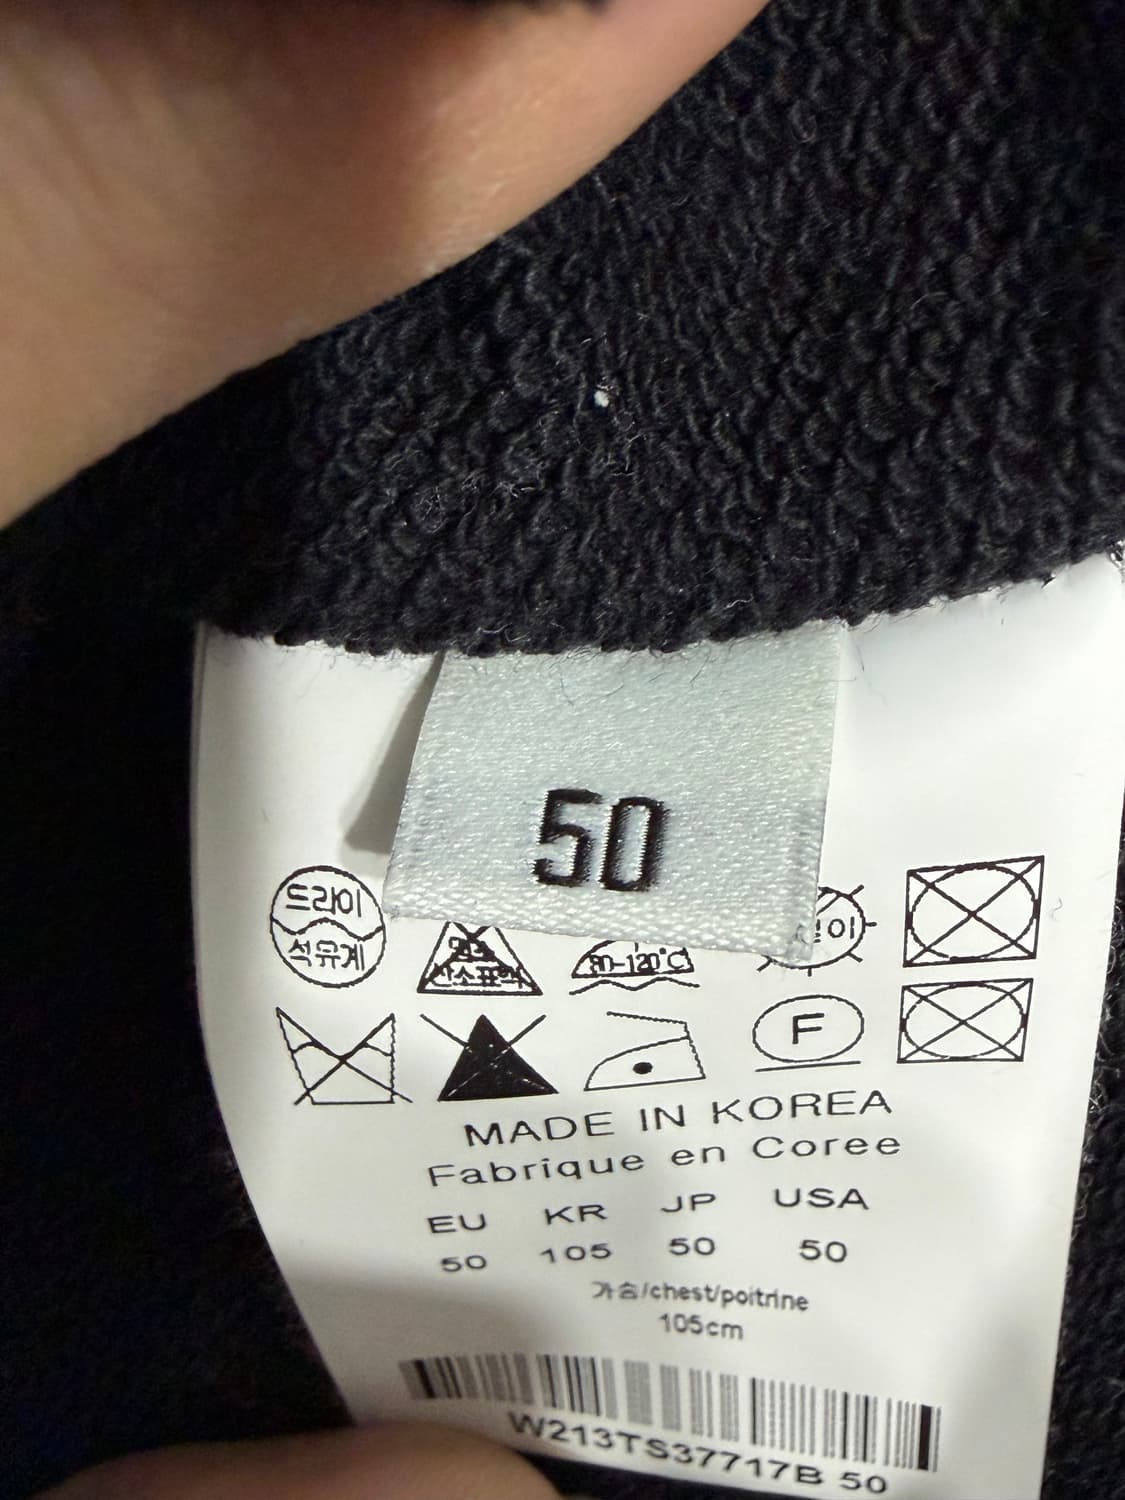 50
드라이
석유계
산소표백
80-120°C
F
MADE IN KOREA
Fabrique en Coree
EU KR JP USA
50 105 50 50
가슴/chest/poitrine
105cm
W213TS37717B 50